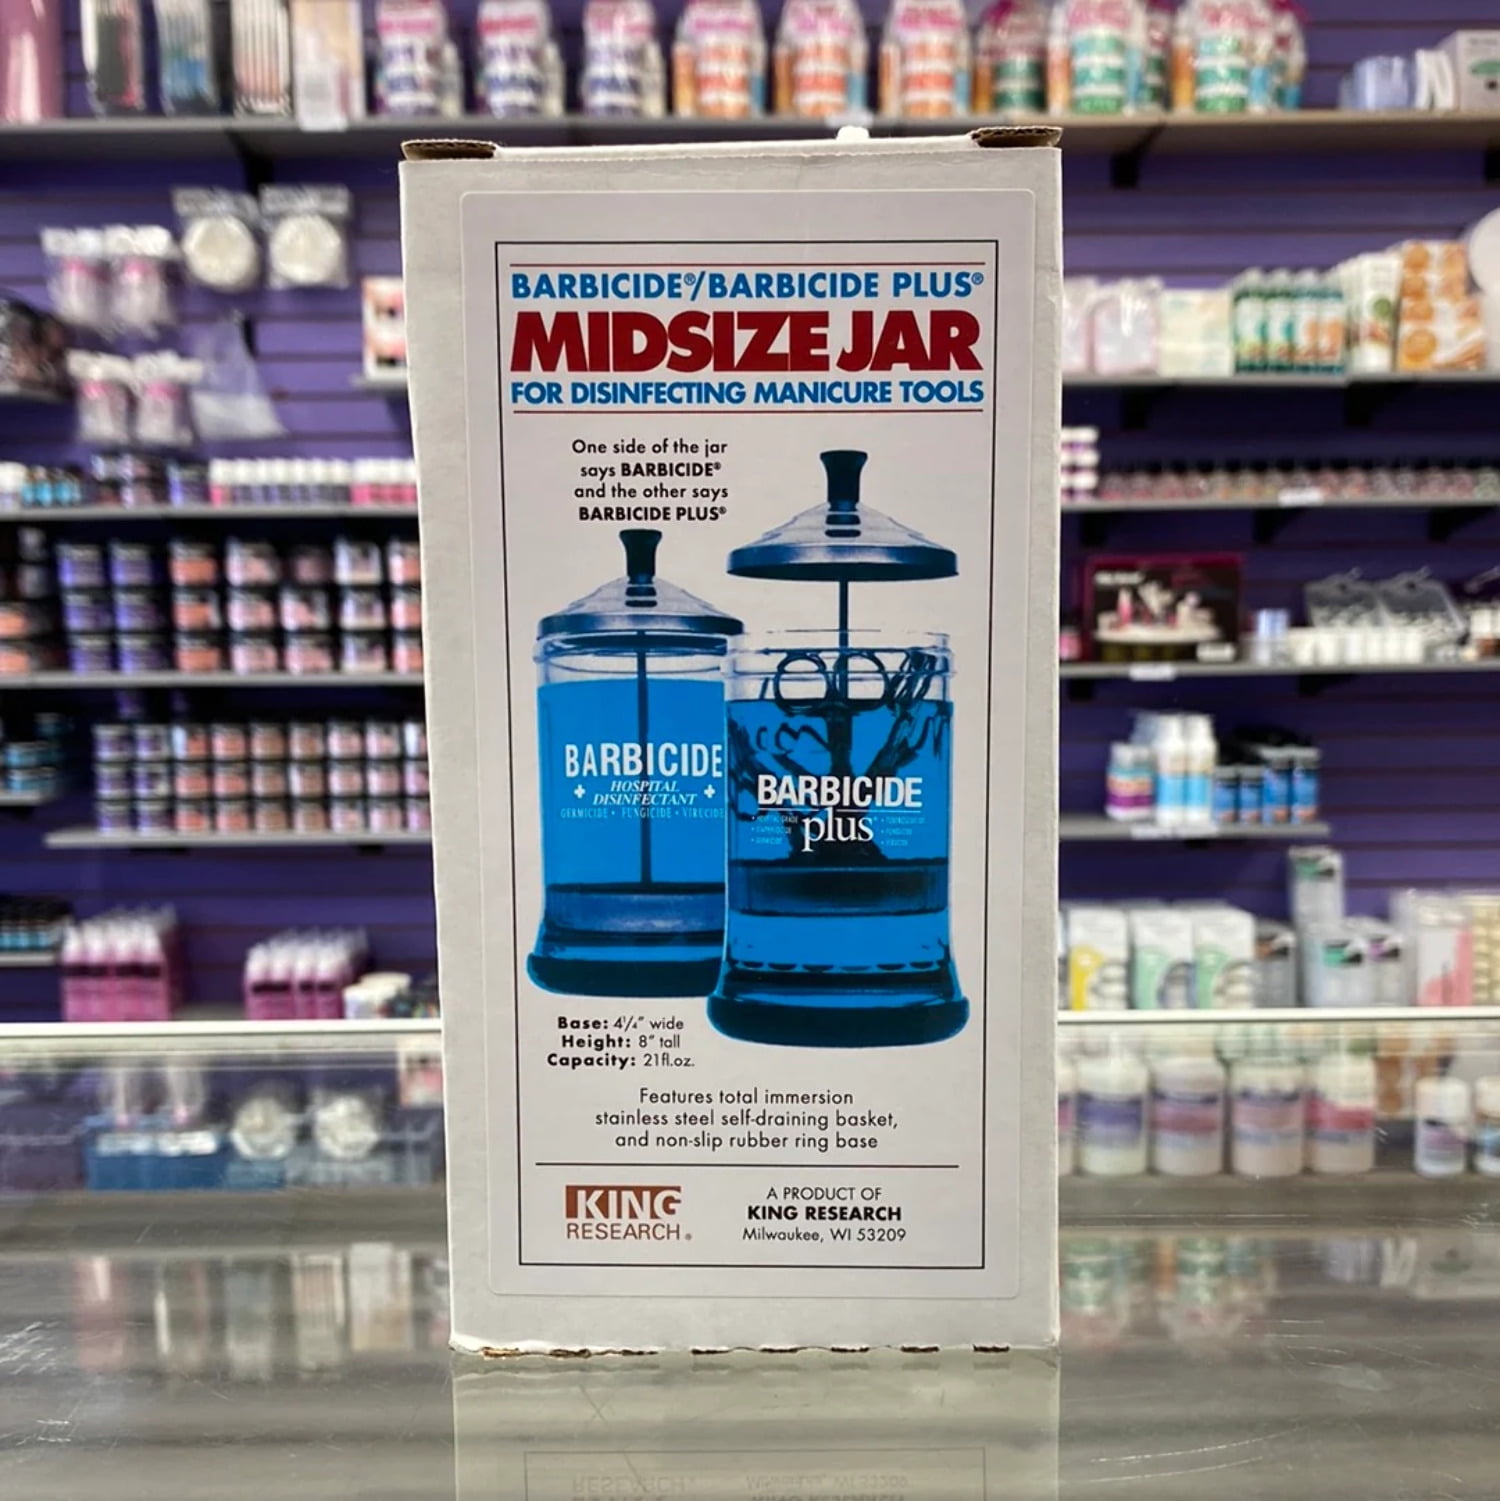 BARBICIDE®/BARBICIDE PLUS®
MIDSIZE JAR
FOR DISINFECTING MANICURE TOOLS
One side of the jar
says BARBICIDE®
and the other says
BARBICIDE PLUS®
BARBICIDE
HOSPITAL
DISINFECTANT
GERMICIDE • FUNGICIDE • VIRUCIDE
BARBICIDE
plus
Base: 4¼" wide
Height: 8" tall
Capacity: 21fl.oz.
Features total immersion
stainless steel self-draining basket,
and non-slip rubber ring base
KING
RESEARCH®
A PRODUCT OF
KING RESEARCH
Milwaukee, WI 53209